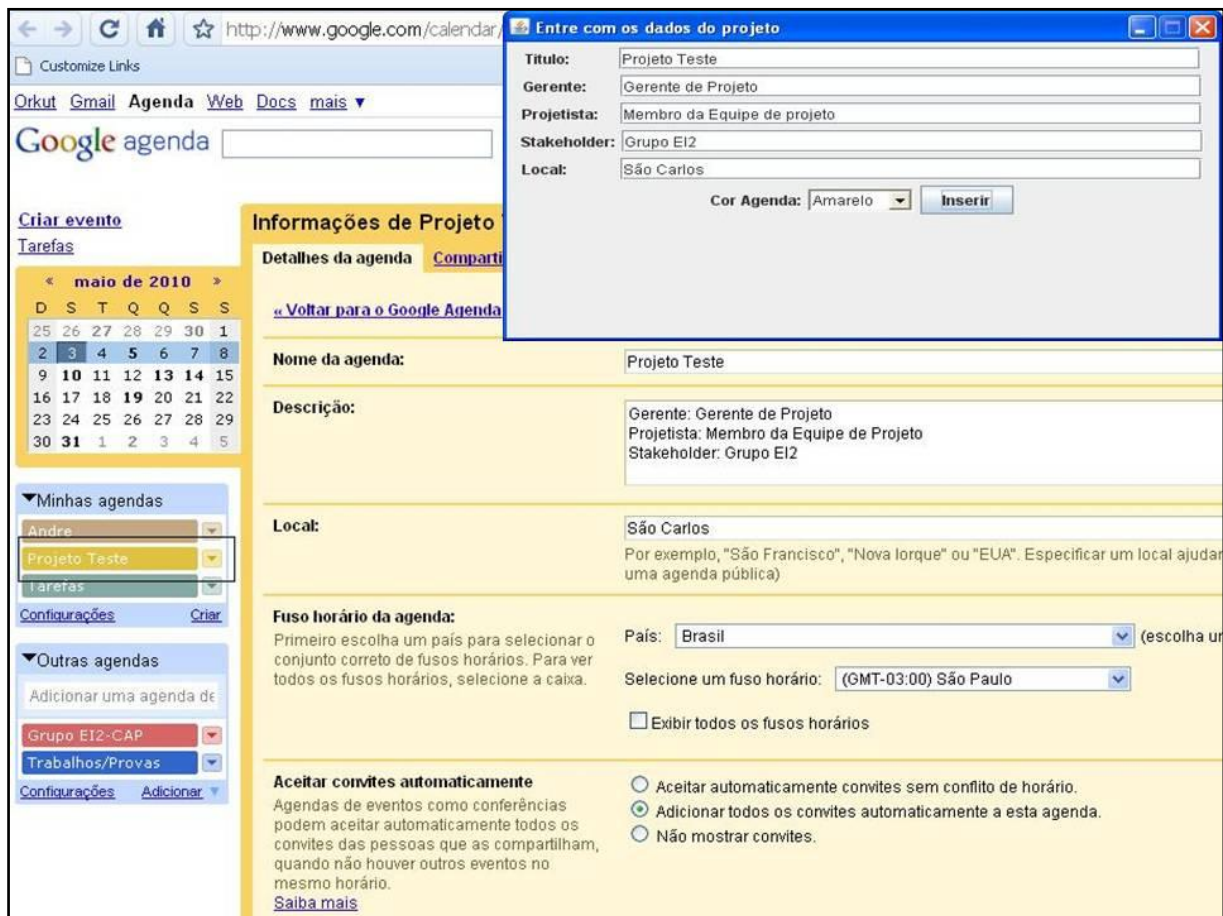 http://www.google.com/calendar/
Customize Links
Orkut Gmail Agenda Web Docs mais ▼
Google agenda
Entre com os dados do projeto
Titulo: Projeto Teste
Gerente: Gerente de Projeto
Projetista: Membro da Equipe de projeto
Stakeholder: Grupo EI2
Local: São Carlos
Cor Agenda: Amarelo Inserir
Criar evento
Tarefas
« maio de 2010 »
D S T Q Q S S
25 26 27 28 29 30 1
2 3 4 5 6 7 8
9 10 11 12 13 14 15
16 17 18 19 20 21 22
23 24 25 26 27 28 29
30 31 1 2 3 4 5
Minhas agendas
Andre
Projeto Teste
Tarefas
Configurações Criar
Outras agendas
Adicionar uma agenda de
Grupo EI2-CAP
Trabalhos/Provas
Configurações Adicionar ▼
Informações de Projeto
Detalhes da agenda Comparti
« Voltar para o Google Agenda
Nome da agenda: Projeto Teste
Descrição:
Gerente: Gerente de Projeto
Projetista: Membro da Equipe de Projeto
Stakeholder: Grupo EI2
Local: São Carlos
Por exemplo, "São Francisco", "Nova Iorque" ou "EUA". Especificar um local ajudar
uma agenda pública)
Fuso horário da agenda:
Primeiro escolha um país para selecionar o
conjunto correto de fusos horários. Para ver
todos os fusos horários, selecione a caixa.
País: Brasil (escolha um
Selecione um fuso horário: (GMT-03:00) São Paulo
Exibir todos os fusos horários
Aceitar convites automaticamente
Agendas de eventos como conferências
podem aceitar automaticamente todos os
convites das pessoas que as compartilham,
quando não houver outros eventos no
mesmo horário.
Saiba mais
Aceitar automaticamente convites sem conflito de horário.
Adicionar todos os convites automaticamente a esta agenda.
Não mostrar convites.